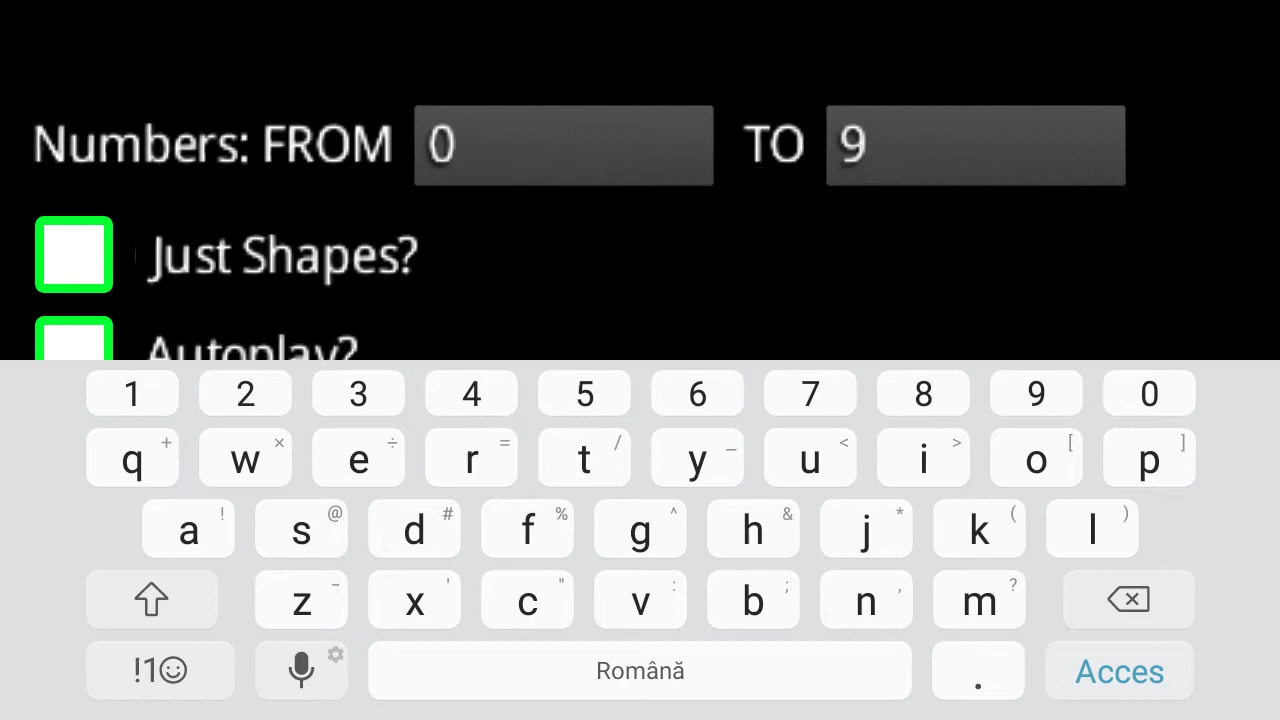 Numbers: FROM 0 TO 9
Just Shapes?
Autoplay?
1 2 3 4 5 6 7 8 9 0
q + w × e ÷ r = t / y _ u < i > o [ p ]
a ! s @ d # f % g ^ h & j * k ( l )
z - x ' c " v : b ; n , m ?
!1☺ Română . Acces